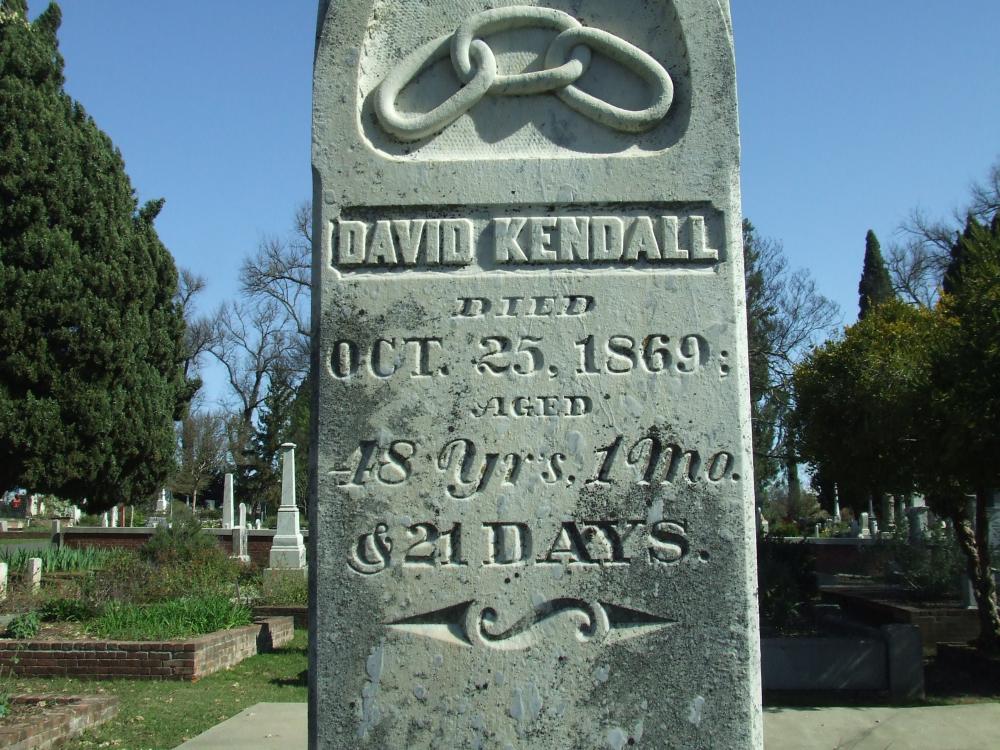 DAVID KENDALL
DIED
OCT. 25, 1869;
AGED
48 Yrs, 1 Mo.
& 21 DAYS.